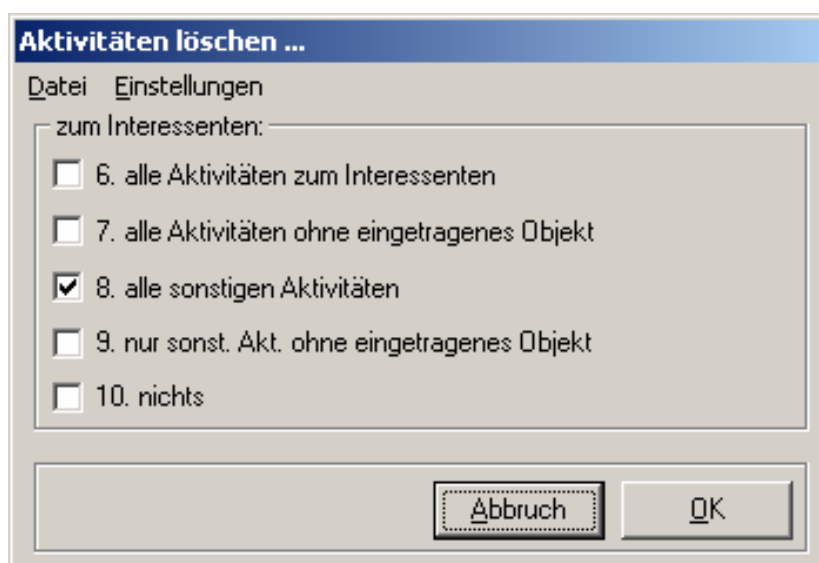 Aktivitäten löschen ...
Datei Einstellungen
zum Interessenten:
6. alle Aktivitäten zum Interessenten
7. alle Aktivitäten ohne eingetragenes Objekt
8. alle sonstigen Aktivitäten
9. nur sonst. Akt. ohne eingetragenes Objekt
10. nichts
Abbruch OK